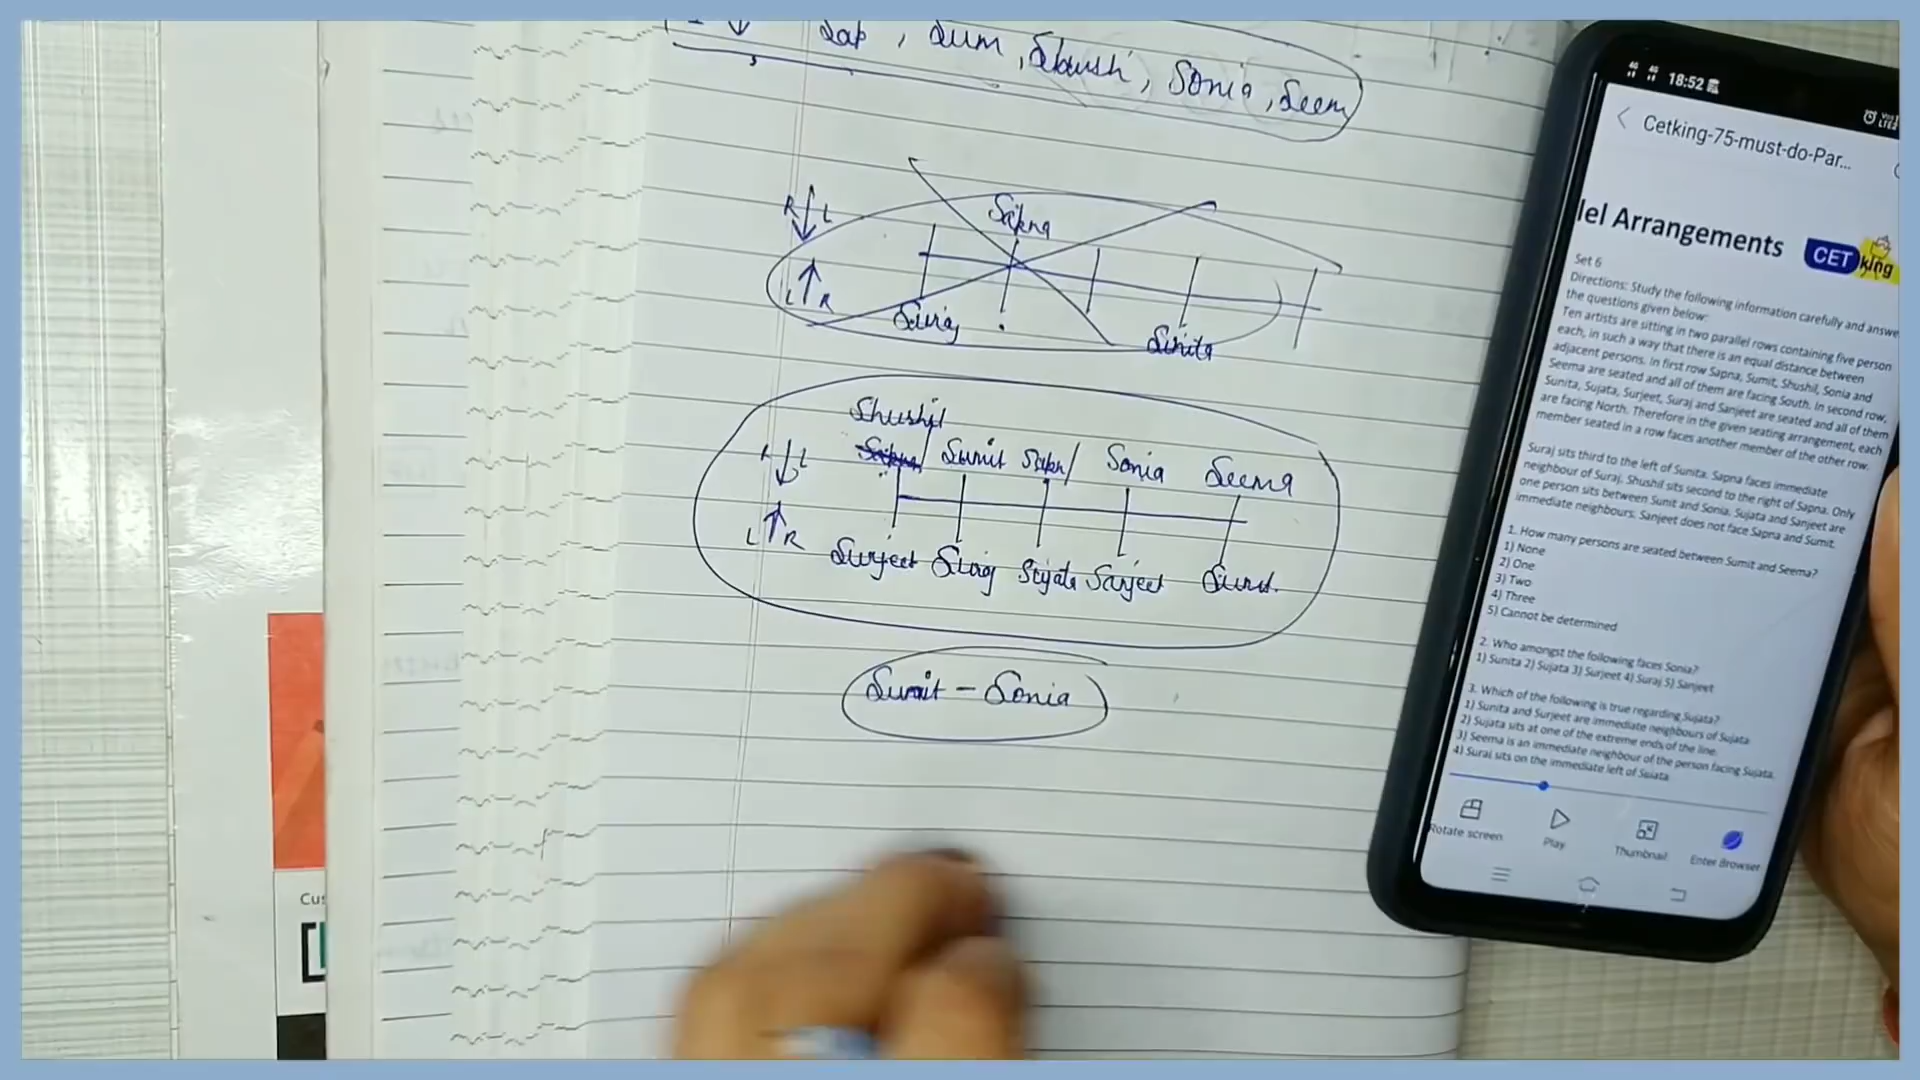 Sap, Sum, Shush, Sonia, Seem
R L
Sapna
L R
Suraj
Sinita
Shushil
Sumit Sapn Sonia Seema
L
L R
Surjeet Suraj Sujata Sanjeet Sunit.
Sumit - Sonia
Cus
18:52
Cetking-75-must-do-Par...
lel Arrangements
CET king
Set 6
Directions: Study the following information carefully and answe
the questions given below:
Ten artists are sitting in two parallel rows containing five person
each, in such a way that there is an equal distance between
adjacent persons. In first row Sapna, Sumit, Shushil, Sonia and
Seema are seated and all of them are facing South. In second row,
Sunita, Sujata, Surjeet, Suraj and Sanjeet are seated and all of them
are facing North. Therefore in the given seating arrangement, each
member seated in a row faces another member of the other row.
Suraj sits third to the left of Sunita. Sapna faces immediate
neighbour of Suraj. Shushil sits second to the right of Sapna. Only
one person sits between Sunit and Sonia. Sujata and Sanjeet are
immediate neighbours. Sanjeet does not face Sapna and Sumit.
1. How many persons are seated between Sumit and Seema?
1) None
2) One
3) Two
4) Three
5) Cannot be determined
2. Who amongst the following faces Sonia?
1) Sunita 2) Sujata 3) Surjeet 4) Suraj 5) Sanjeet
3. Which of the following is true regarding Sujata?
1) Sunita and Surjeet are immediate neighbours of Sujata
2) Sujata sits at one of the extreme ends of the line.
3) Seema is an immediate neighbour of the person facing Sujata.
4) Suraj sits on the immediate left of Sujata
Rotate screen Play Thumbnail Enter Browser